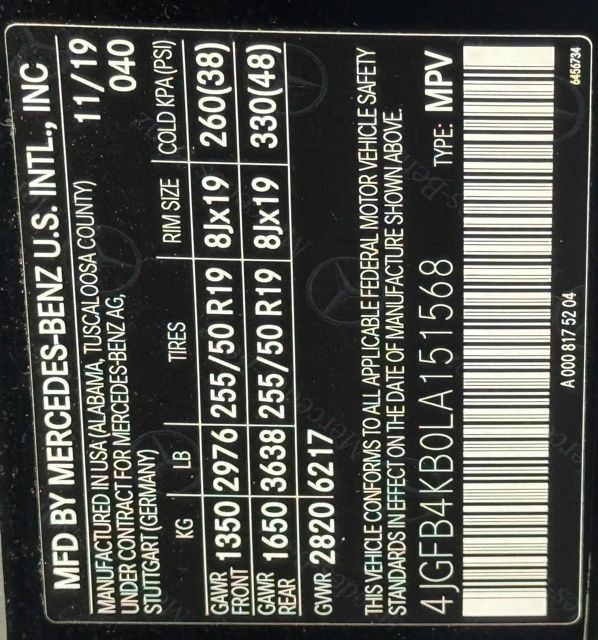 MFD BY MERCEDES-BENZ U.S. INTL., INC
MANUFACTURED IN USA (ALABAMA, TUSCALOOSA COUNTY) 11/19
UNDER CONTRACT FOR MERCEDES-BENZ AG, 040
STUTTGART (GERMANY)
KG LB TIRES RIM SIZE COLD KPA (PSI)
GAWR FRONT 1350 2976 255/50 R19 8Jx19 260(38)
GAWR REAR 1650 3638 255/50 R19 8Jx19 330(48)
GVWR 2820 6217
THIS VEHICLE CONFORMS TO ALL APPLICABLE FEDERAL MOTOR VEHICLE SAFETY
STANDARDS IN EFFECT ON THE DATE OF MANUFACTURE SHOWN ABOVE.
4JGFB4KB0LA151568 TYPE: MPV
A 000 817 52 04 6456734